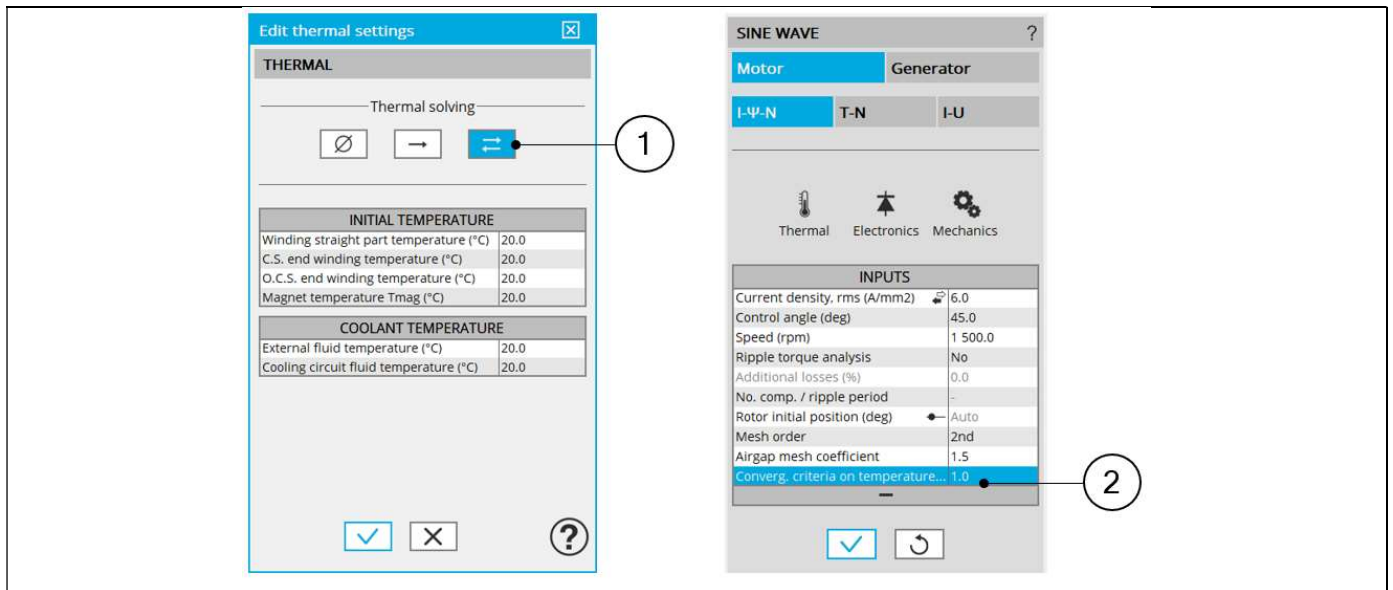 Edit thermal settings
THERMAL
Thermal solving
1
INITIAL TEMPERATURE
Winding straight part temperature (°C) 20.0
C.S. end winding temperature (°C) 20.0
O.C.S. end winding temperature (°C) 20.0
Magnet temperature Tmag (°C) 20.0
COOLANT TEMPERATURE
External fluid temperature (°C) 20.0
Cooling circuit fluid temperature (°C) 20.0
?
SINE WAVE ?
Motor Generator
I-Ψ-N T-N I-U
Thermal Electronics Mechanics
INPUTS
Current density, rms (A/mm2) 6.0
Control angle (deg) 45.0
Speed (rpm) 1 500.0
Ripple torque analysis No
Additional losses (%) 0.0
No. comp. / ripple period -
Rotor initial position (deg) Auto
Mesh order 2nd
Airgap mesh coefficient 1.5
Converg. criteria on temperature... 1.0
2